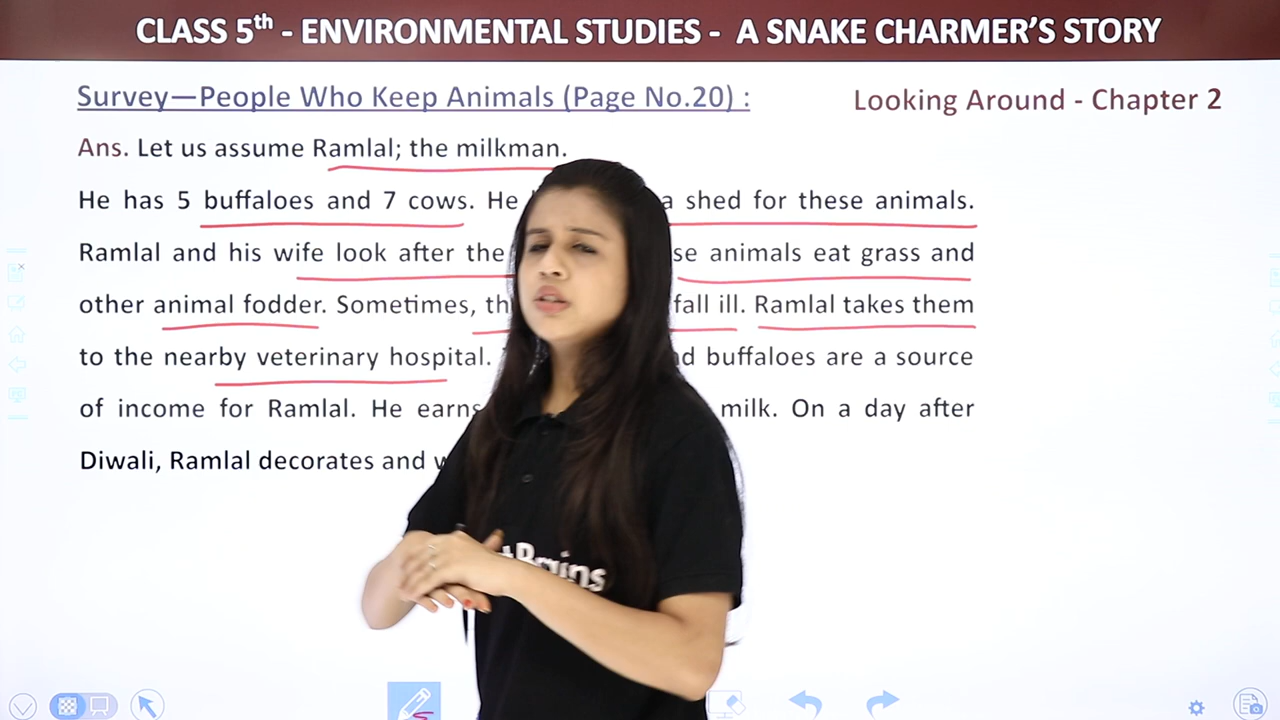 CLASS 5th - ENVIRONMENTAL STUDIES - A SNAKE CHARMER'S STORY
Survey—People Who Keep Animals (Page No.20) :
Looking Around - Chapter 2
Ans. Let us assume Ramlal; the milkman.
He has 5 buffaloes and 7 cows. He a shed for these animals.
Ramlal and his wife look after the animals eat grass and
other animal fodder. Sometimes, fall ill. Ramlal takes them
to the nearby veterinary hospital. buffaloes are a source
of income for Ramlal. He earns milk. On a day after
Diwali, Ramlal decorates and